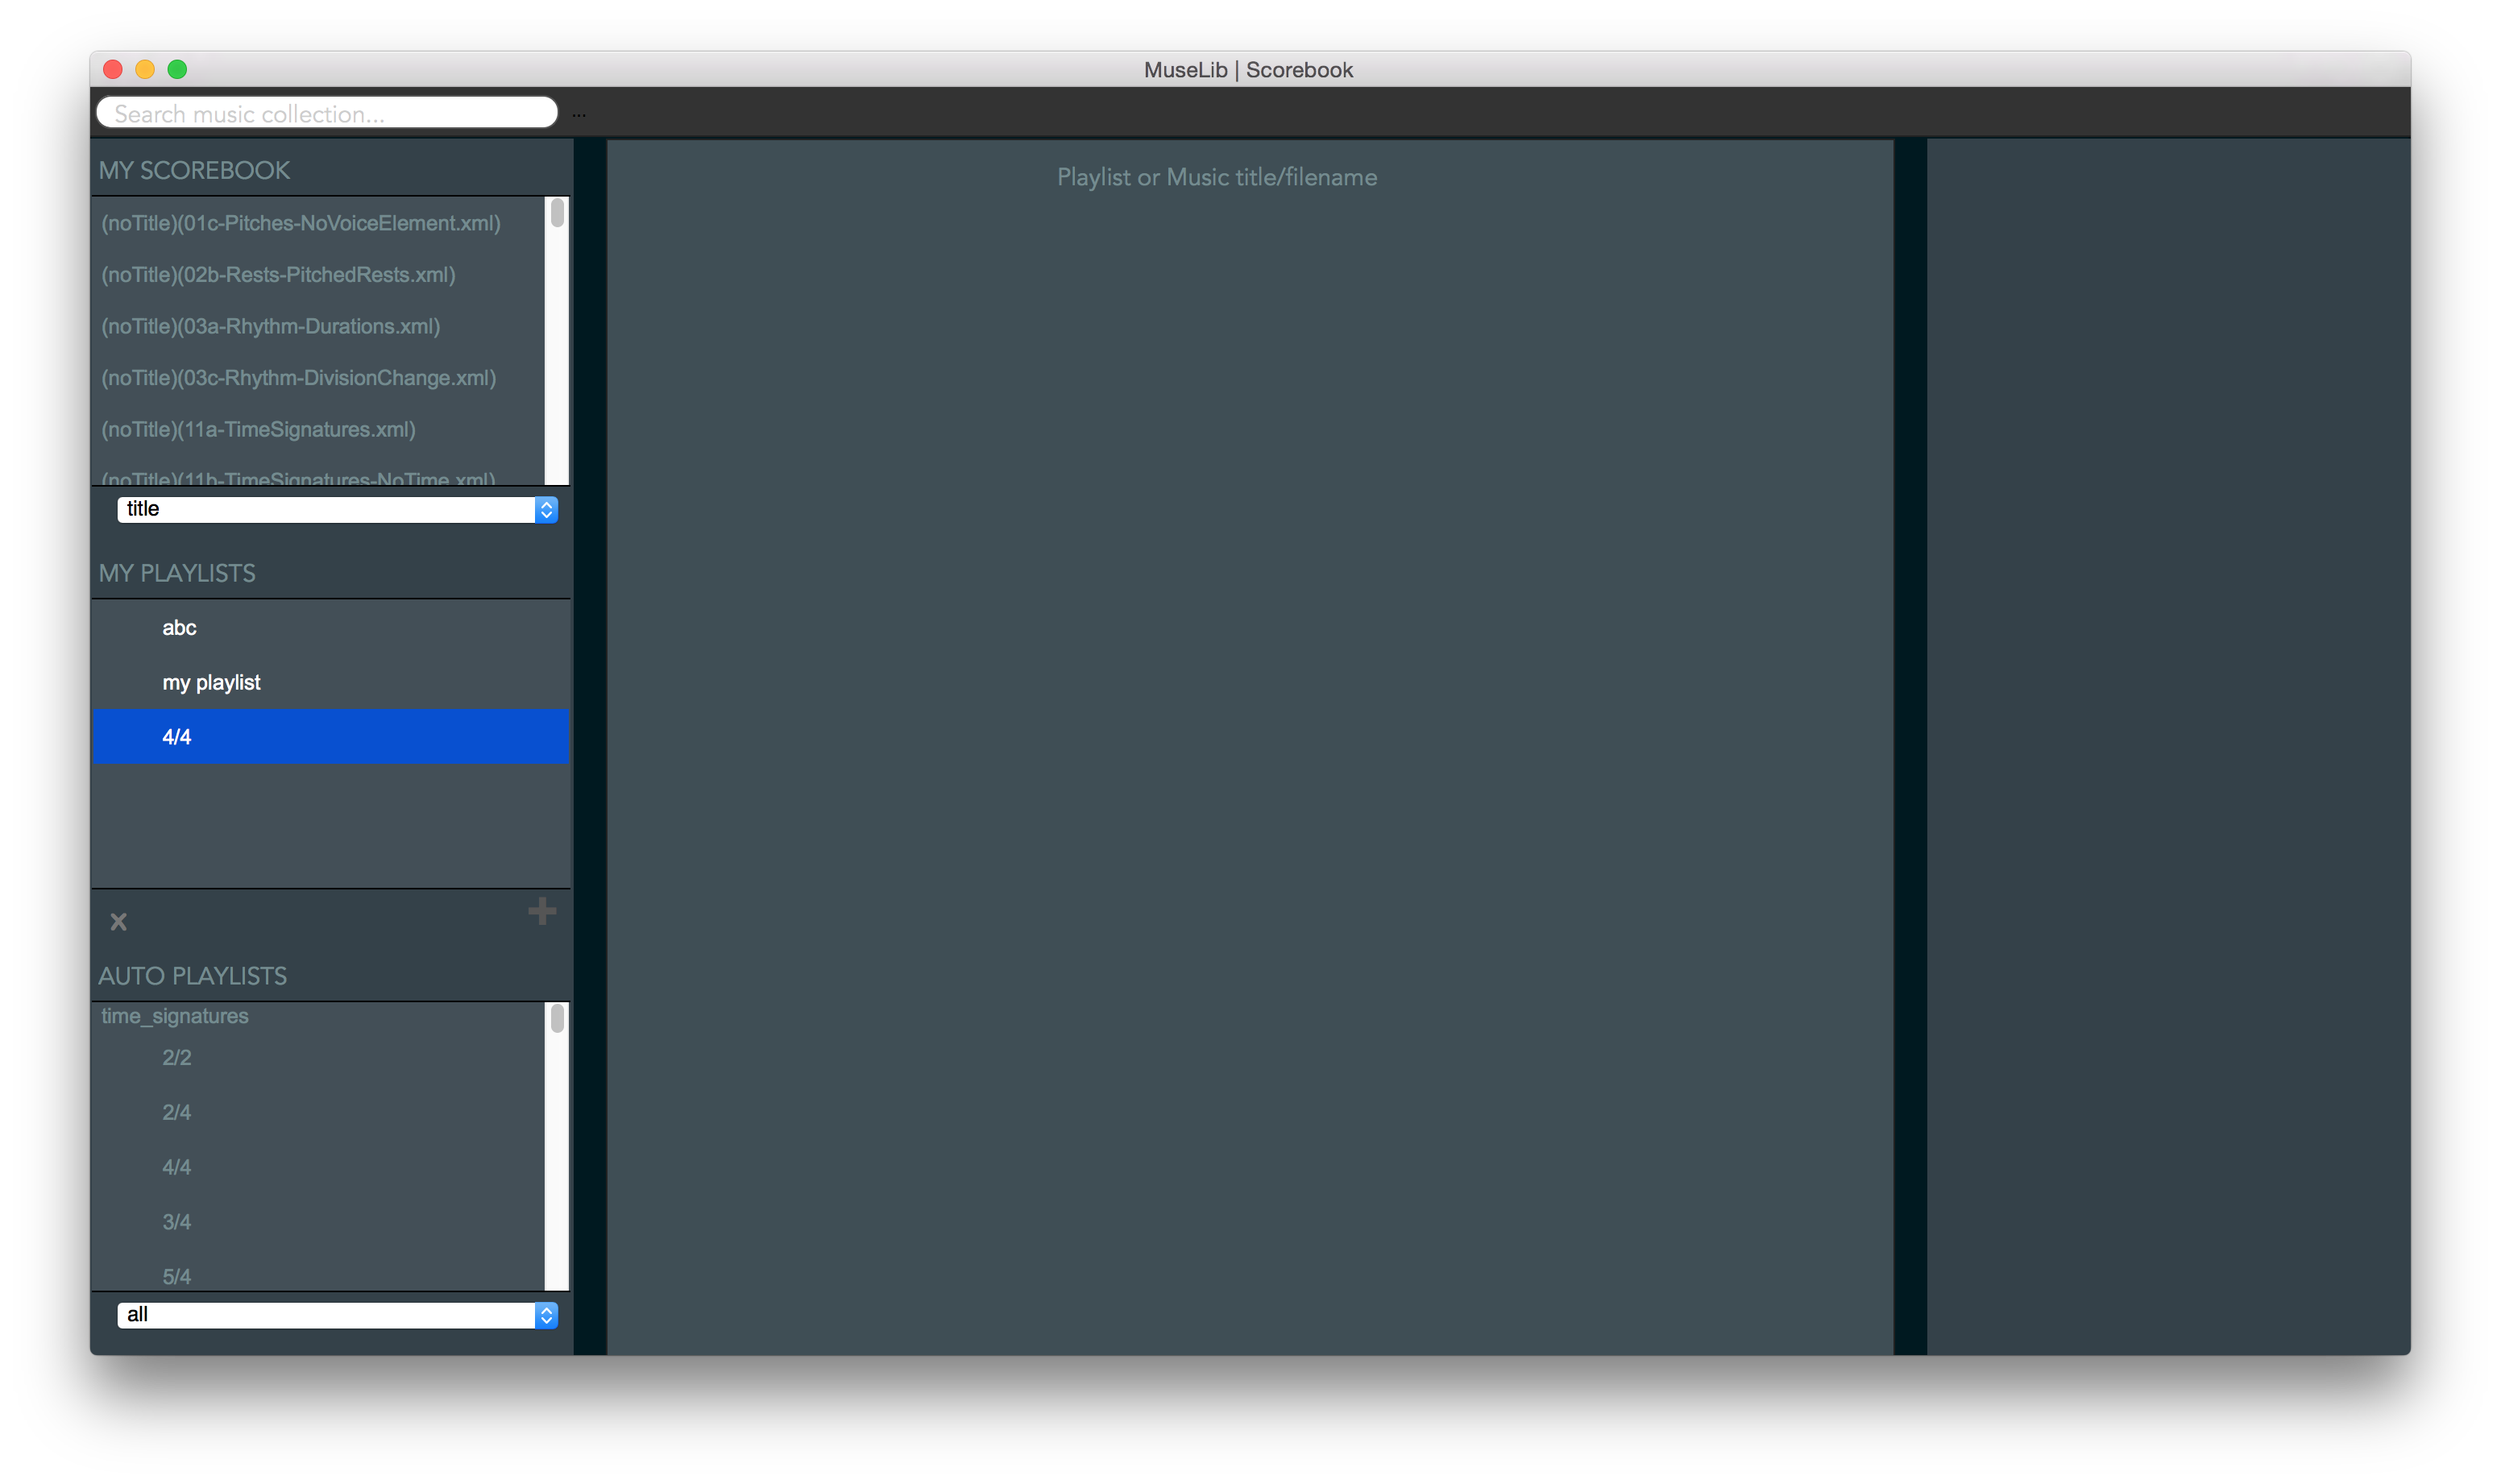 MuseLib | Scorebook
Search music collection...
...
MY SCOREBOOK
(noTitle)(01c-Pitches-NoVoiceElement.xml)
(noTitle)(02b-Rests-PitchedRests.xml)
(noTitle)(03a-Rhythm-Durations.xml)
(noTitle)(03c-Rhythm-DivisionChange.xml)
(noTitle)(11a-TimeSignatures.xml)
(noTitle)(11b-TimeSignatures-NoTime.xml)
title
MY PLAYLISTS
abc
my playlist
4/4
x
AUTO PLAYLISTS
time_signatures
2/2
2/4
4/4
3/4
5/4
all
Playlist or Music title/filename